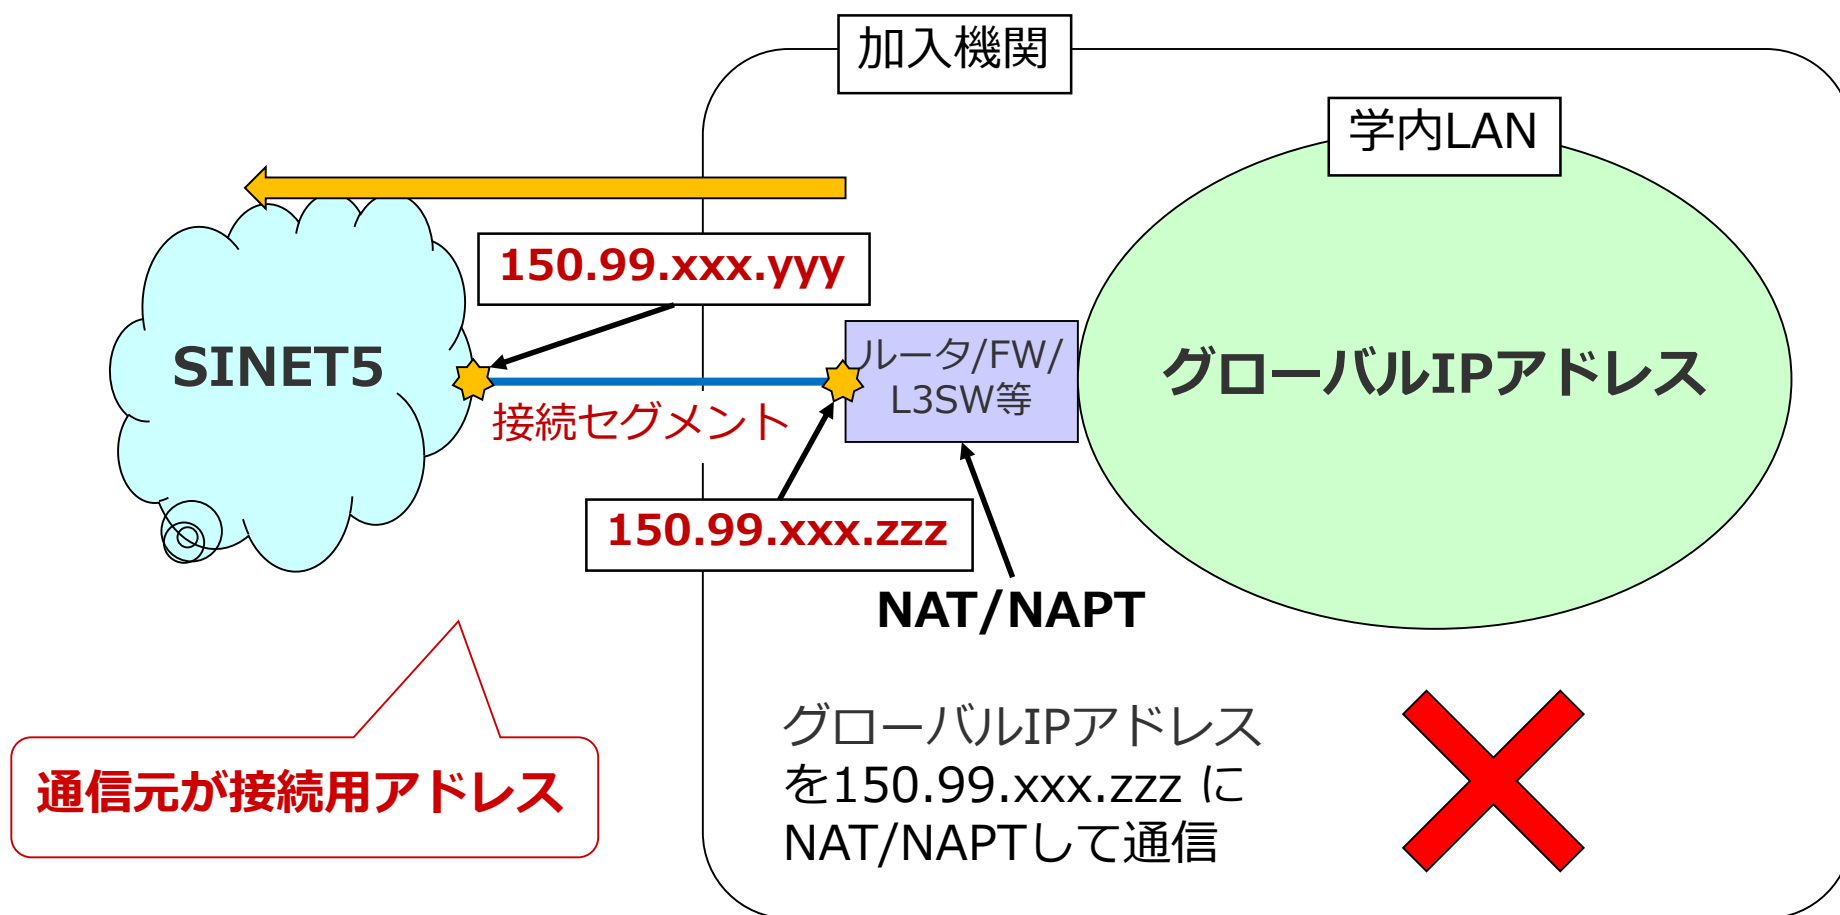 加入機関
学内LAN
150.99.xxx.yyy
SINET5
ルータ/FW/
L3SW等
グローバルIPアドレス
接続セグメント
150.99.xxx.zzz
NAT/NAPT
通信元が接続用アドレス
グローバルIPアドレス
を150.99.xxx.zzz に
NAT/NAPTして通信